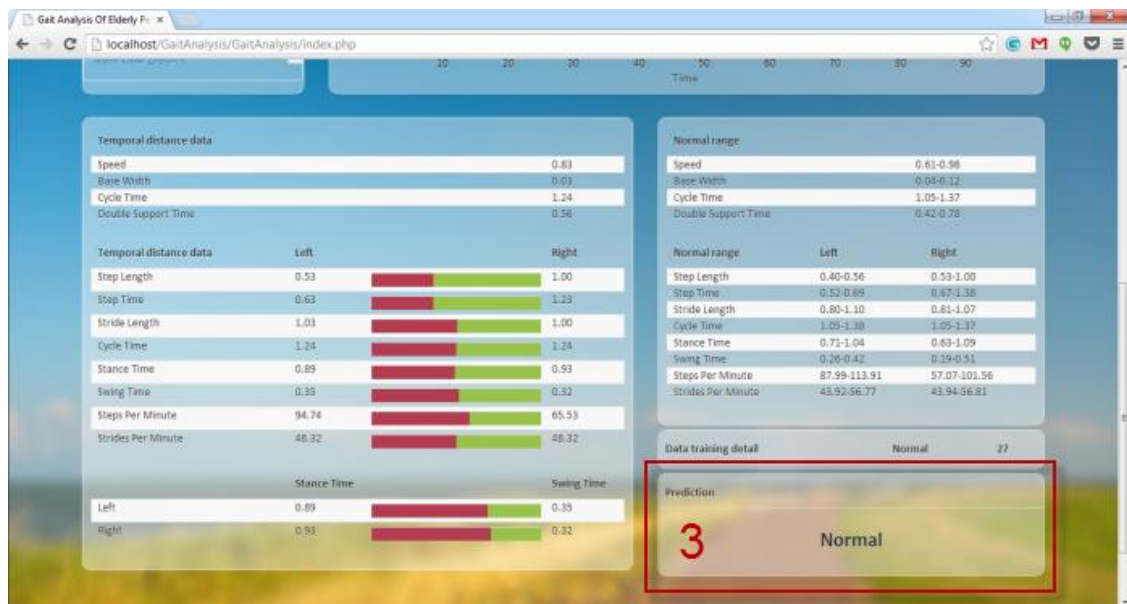 Gait Analysis Of Elderly Pe
localhost/GaitAnalysis/GaitAnalysis/index.php
10 20 30 40 50 60 70 80 90
Time
Temporal distance data
Speed 0.83
Base Width 0.03
Cycle Time 1.24
Double Support Time 0.56
Temporal distance data Left Right
Step Length 0.53 1.00
Step Time 0.63 1.23
Stride Length 1.03 1.00
Cycle Time 1.24 1.24
Stance Time 0.89 0.93
Swing Time 0.35 0.32
Steps Per Minute 94.74 65.53
Strides Per Minute 48.32 48.32
Stance Time Swing Time
Left 0.89 0.35
Right 0.93 0.32
Normal range
Speed 0.61-0.98
Base Width 0.04-0.12
Cycle Time 1.05-1.37
Double Support Time 0.42-0.78
Normal range Left Right
Step Length 0.40-0.56 0.53-1.00
Step Time 0.52-0.69 0.67-1.38
Stride Length 0.80-1.10 0.81-1.07
Cycle Time 1.05-1.38 1.05-1.37
Stance Time 0.71-1.04 0.63-1.09
Swing Time 0.26-0.42 0.19-0.51
Steps Per Minute 87.99-113.91 57.07-101.56
Strides Per Minute 43.92-56.77 43.94-56.81
Data training detail Normal 27
Prediction
3 Normal